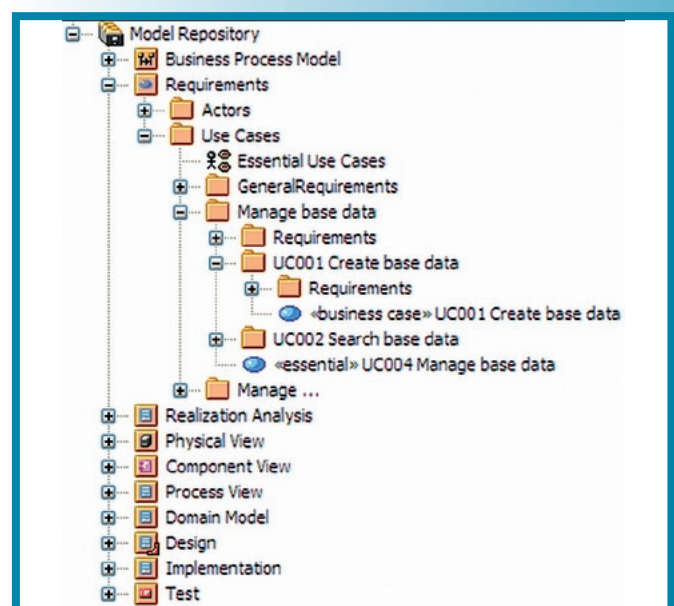 Model Repository
Business Process Model
Requirements
Actors
Use Cases
Essential Use Cases
GeneralRequirements
Manage base data
Requirements
UC001 Create base data
Requirements
«business case» UC001 Create base data
UC002 Search base data
«essential» UC004 Manage base data
Manage ...
Realization Analysis
Physical View
Component View
Process View
Domain Model
Design
Implementation
Test